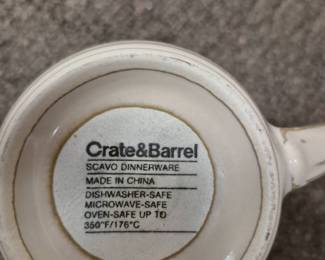 Crate&Barrel
SCAVO DINNERWARE
MADE IN CHINA
DISHWASHER-SAFE
MICROWAVE-SAFE
OVEN-SAFE UP TO
350°F/176°C